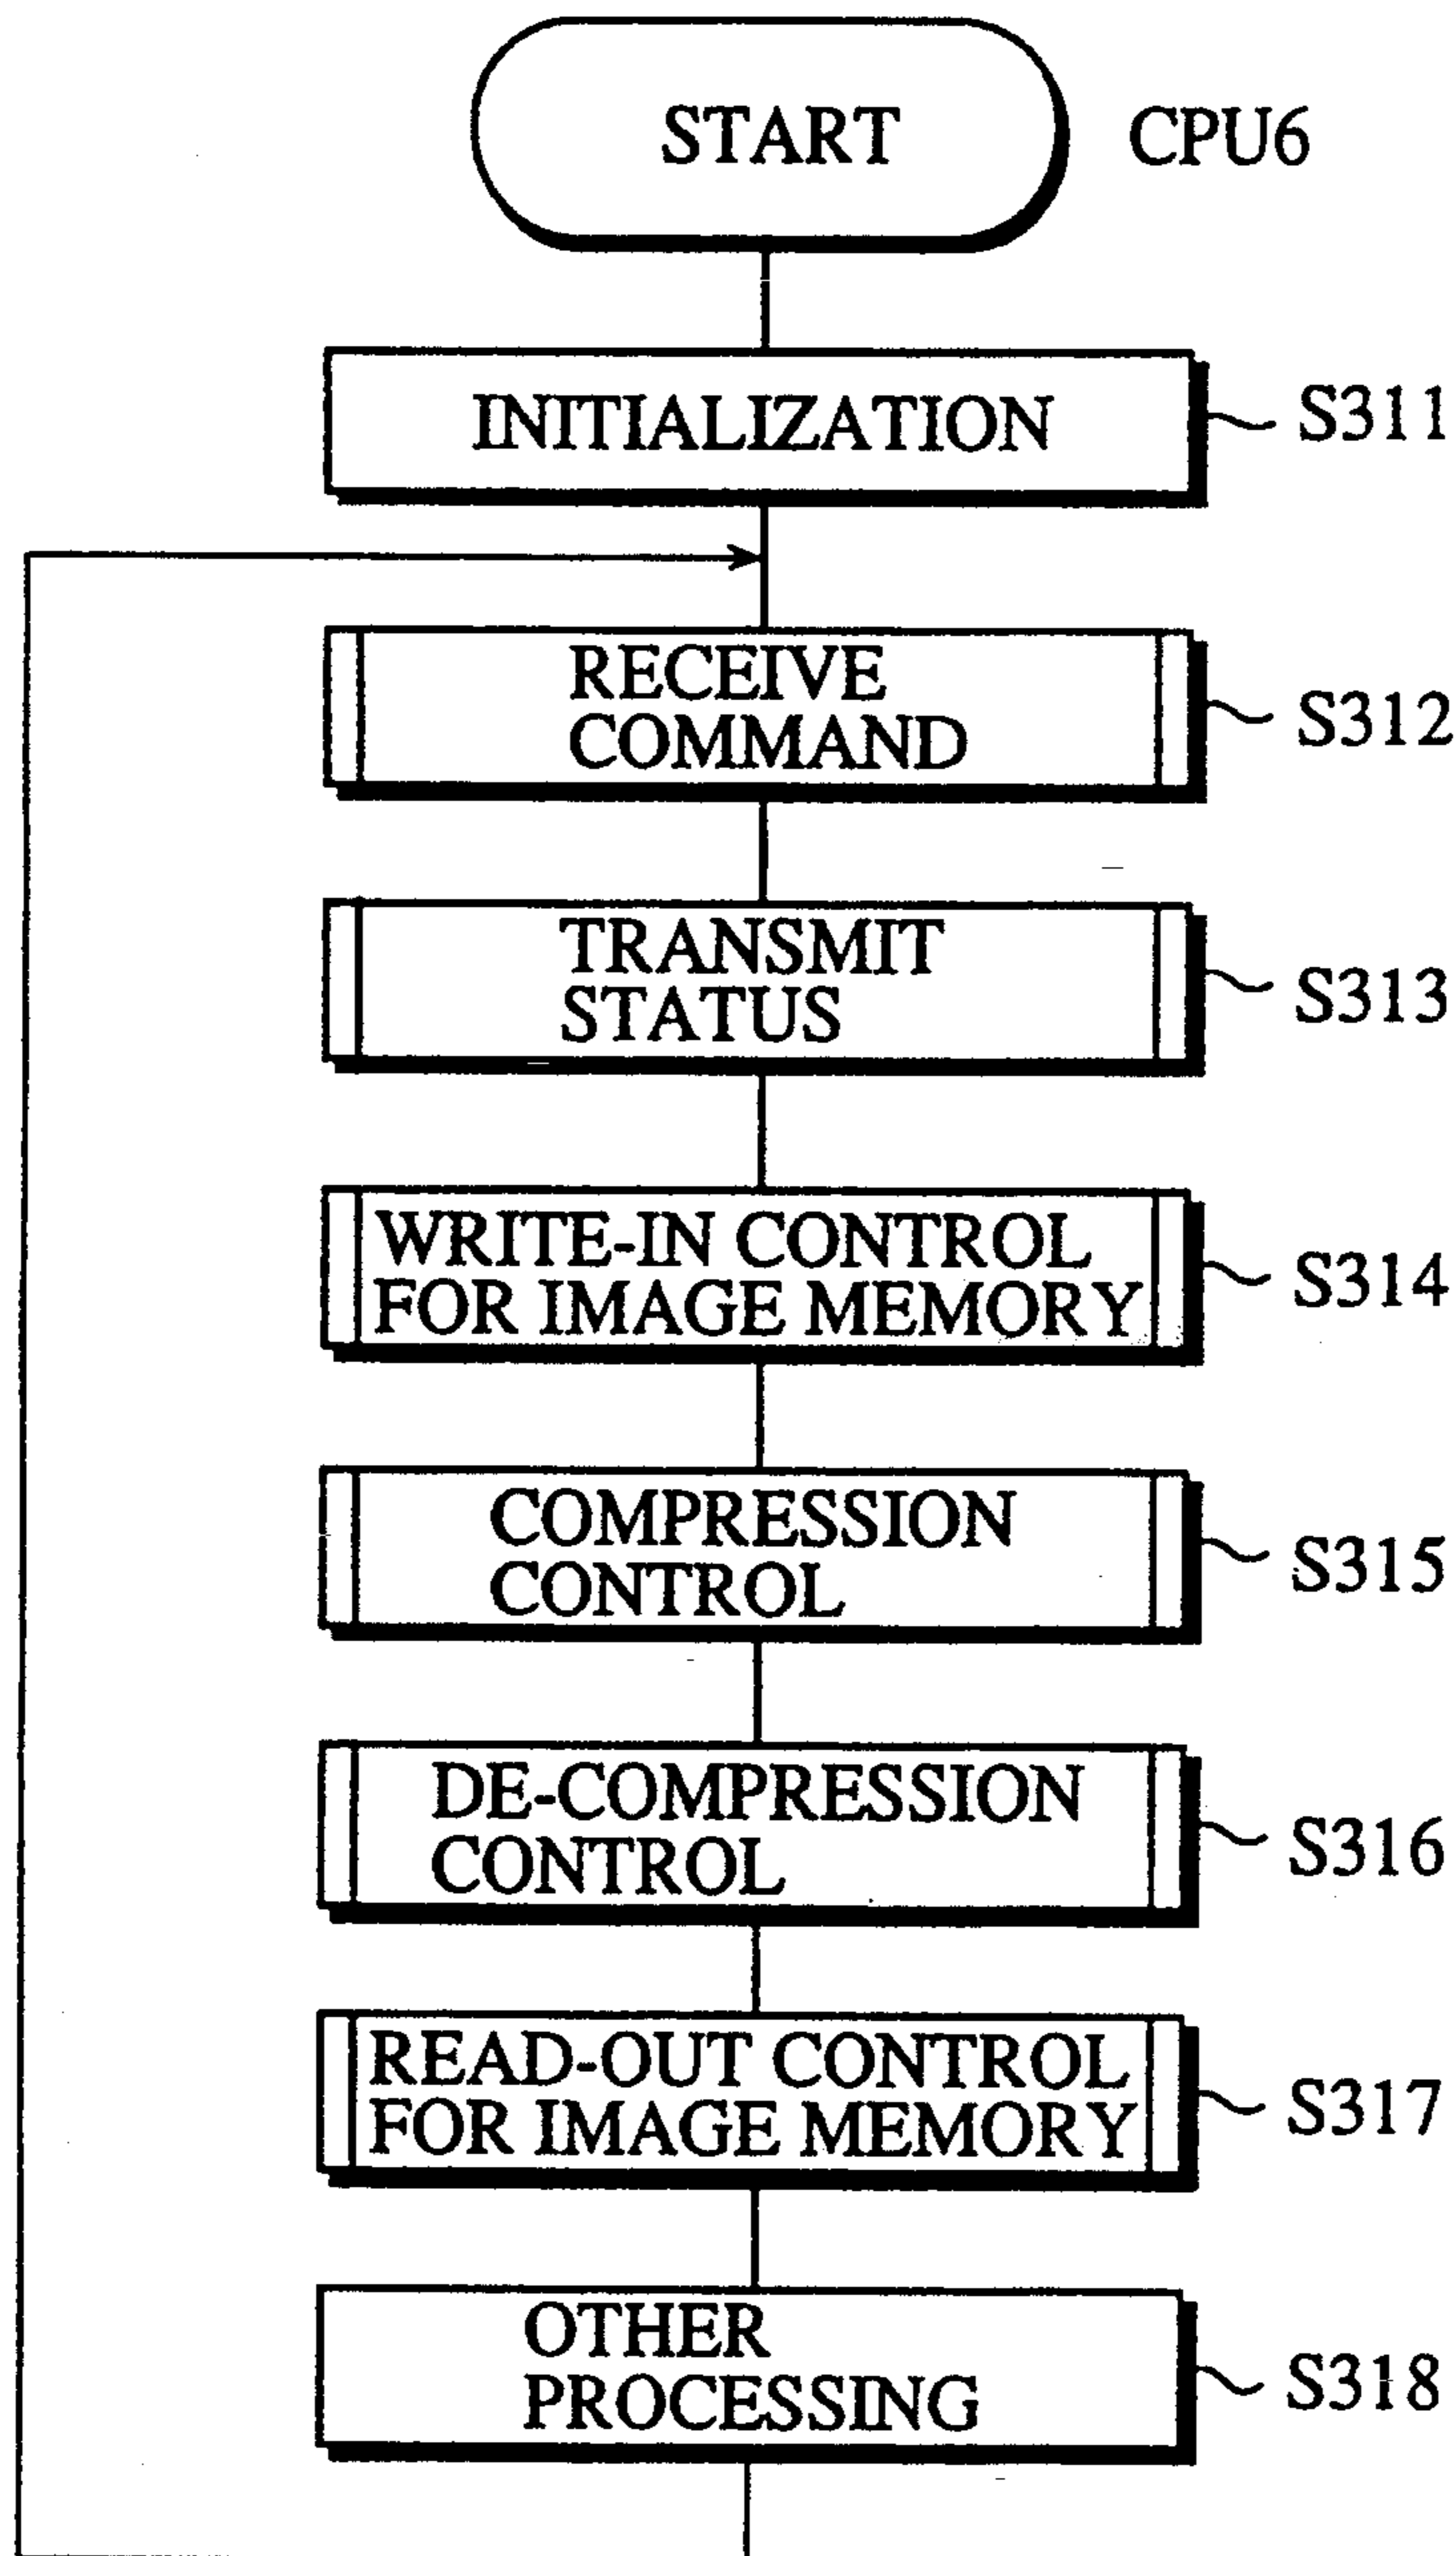 START
CPU6
INITIALIZATION
S311
RECEIVE
COMMAND
S312
TRANSMIT
STATUS
S313
WRITE-IN CONTROL
FOR IMAGE MEMORY
S314
COMPRESSION
CONTROL
S315
DE-COMPRESSION
CONTROL
S316
READ-OUT CONTROL
FOR IMAGE MEMORY
S317
OTHER
PROCESSING
S318